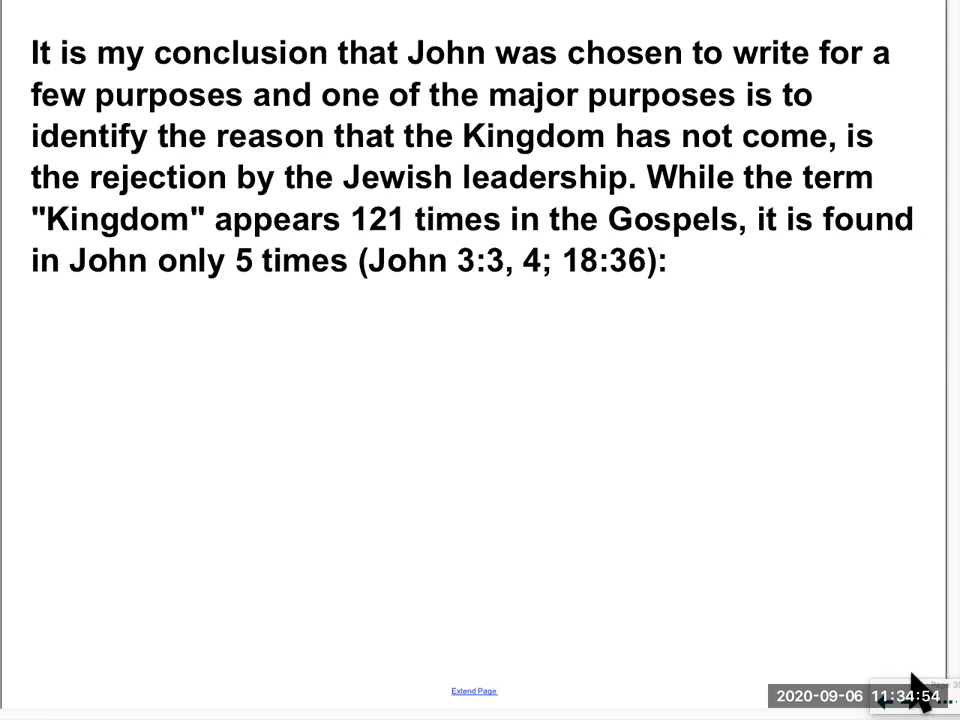 It is my conclusion that John was chosen to write for a
few purposes and one of the major purposes is to
identify the reason that the Kingdom has not come, is
the rejection by the Jewish leadership. While the term
"Kingdom" appears 121 times in the Gospels, it is found
in John only 5 times (John 3:3, 4; 18:36):
Extend Page
2020-09-06 11:34:54